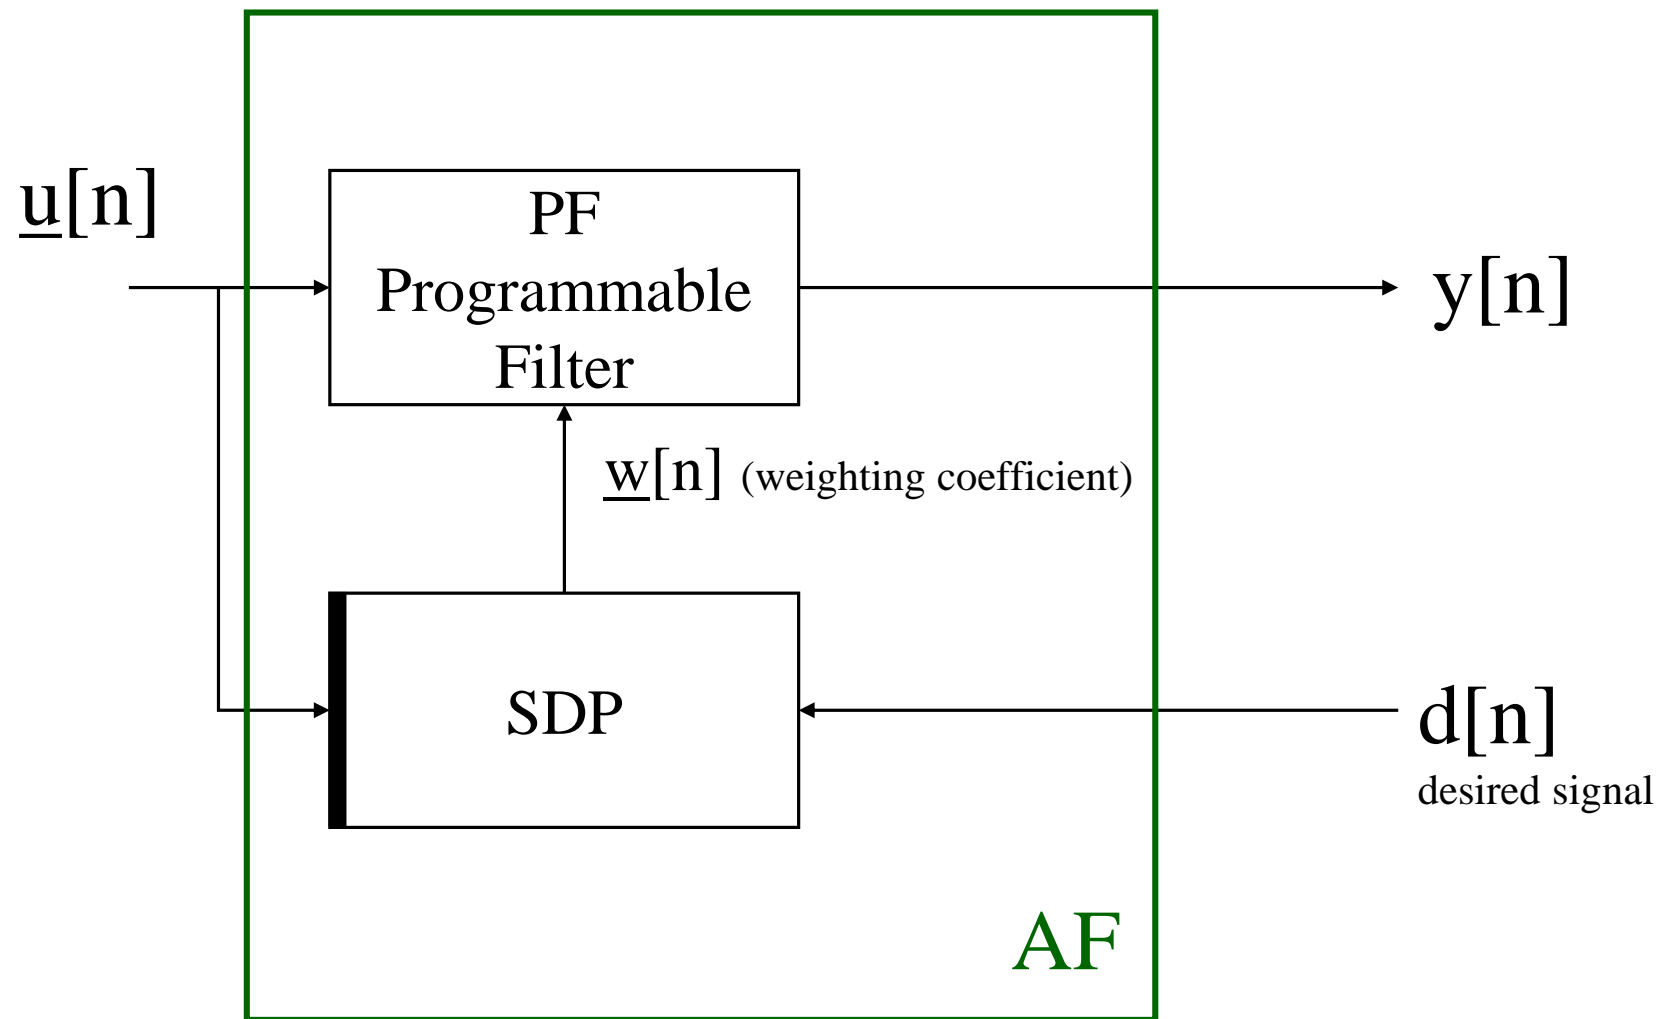 u[n]
PF
Programmable
Filter
y[n]
w[n] (weighting coefficient)
SDP
d[n]
desired signal
AF